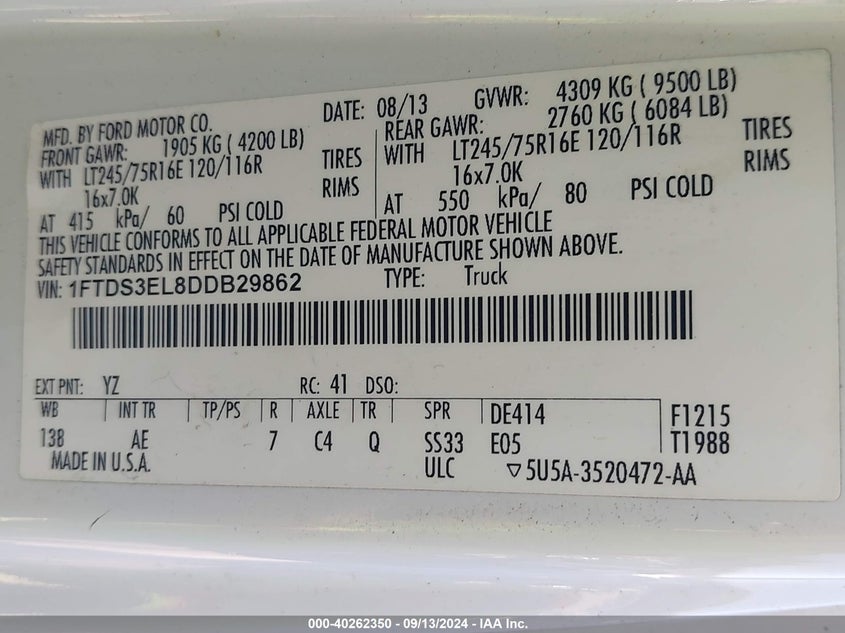 MFD. BY FORD MOTOR CO.
DATE: 08/13 GVWR: 4309 KG ( 9500 LB)
FRONT GAWR: 1905 KG ( 4200 LB)
REAR GAWR: 2760 KG ( 6084 LB)
WITH LT245/75R16E 120/116R TIRES
WITH LT245/75R16E 120/116R TIRES
16x7.0K RIMS
16x7.0K RIMS
AT 415 kPa/ 60 PSI COLD
AT 550 kPa/ 80 PSI COLD
THIS VEHICLE CONFORMS TO ALL APPLICABLE FEDERAL MOTOR VEHICLE
SAFETY STANDARDS IN EFFECT ON THE DATE OF MANUFACTURE SHOWN ABOVE.
VIN: 1FTDS3EL8DDB29862 TYPE: Truck
EXT PNT: YZ RC: 41 DSO:
WB INT TR TP/PS R AXLE TR SPR DE414 F1215
138 AE 7 C4 Q SS33 E05 T1988
MADE IN U.S.A. ULC ▽5U5A-3520472-AA
000-40262350 - 09/13/2024 - IAA Inc.